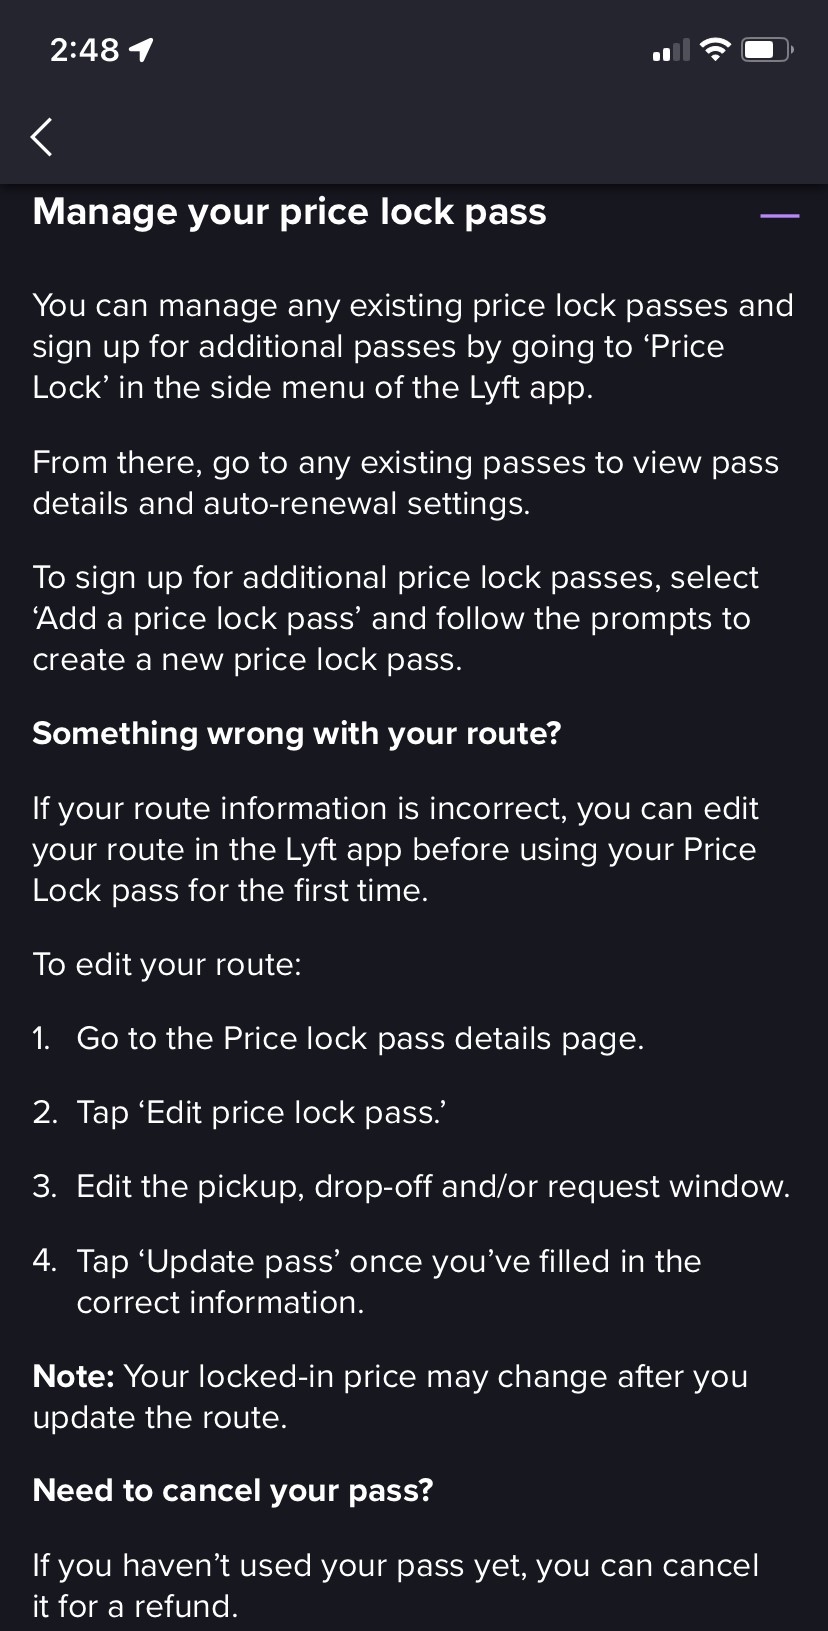 2:48
Manage your price lock pass
You can manage any existing price lock passes and
sign up for additional passes by going to ‘Price
Lock’ in the side menu of the Lyft app.
From there, go to any existing passes to view pass
details and auto-renewal settings.
To sign up for additional price lock passes, select
‘Add a price lock pass’ and follow the prompts to
create a new price lock pass.
Something wrong with your route?
If your route information is incorrect, you can edit
your route in the Lyft app before using your Price
Lock pass for the first time.
To edit your route:
1. Go to the Price lock pass details page.
2. Tap ‘Edit price lock pass.’
3. Edit the pickup, drop-off and/or request window.
4. Tap ‘Update pass’ once you’ve filled in the
correct information.
Note: Your locked-in price may change after you
update the route.
Need to cancel your pass?
If you haven’t used your pass yet, you can cancel
it for a refund.